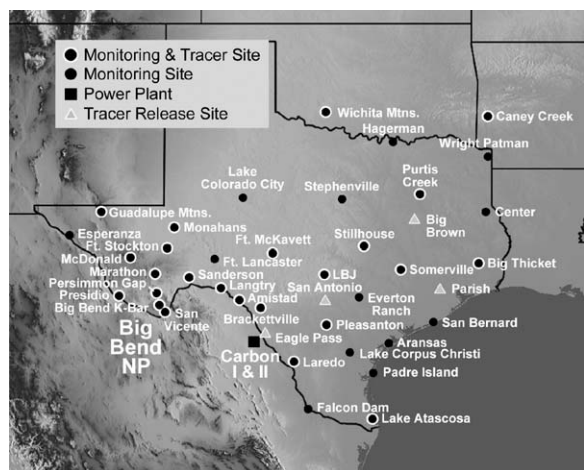 Monitoring & Tracer Site
Monitoring Site
Power Plant
Tracer Release Site
Wichita Mtns.
Hagerman
Caney Creek
Wright Patman
Lake
Colorado City
Stephenville
Purtis
Creek
Guadalupe Mtns.
Monahans
Big
Brown
Center
Esperanza
Ft. Stockton
Ft. McKavett
Stillhouse
McDonald
Ft. Lancaster
Marathon
Sanderson
LBJ
Somerville
Big Thicket
Persimmon Gap
Langtry
San Antonio
Presidio
Amistad
Everton
Ranch
Parish
Big Bend K-Bar
San
Vicente
Brackettville
Pleasanton
San Bernard
Big
Bend
NP
Eagle Pass
Carbon
I & II
Aransas
Laredo
Lake Corpus Christi
Padre Island
Falcon Dam
Lake Atascosa